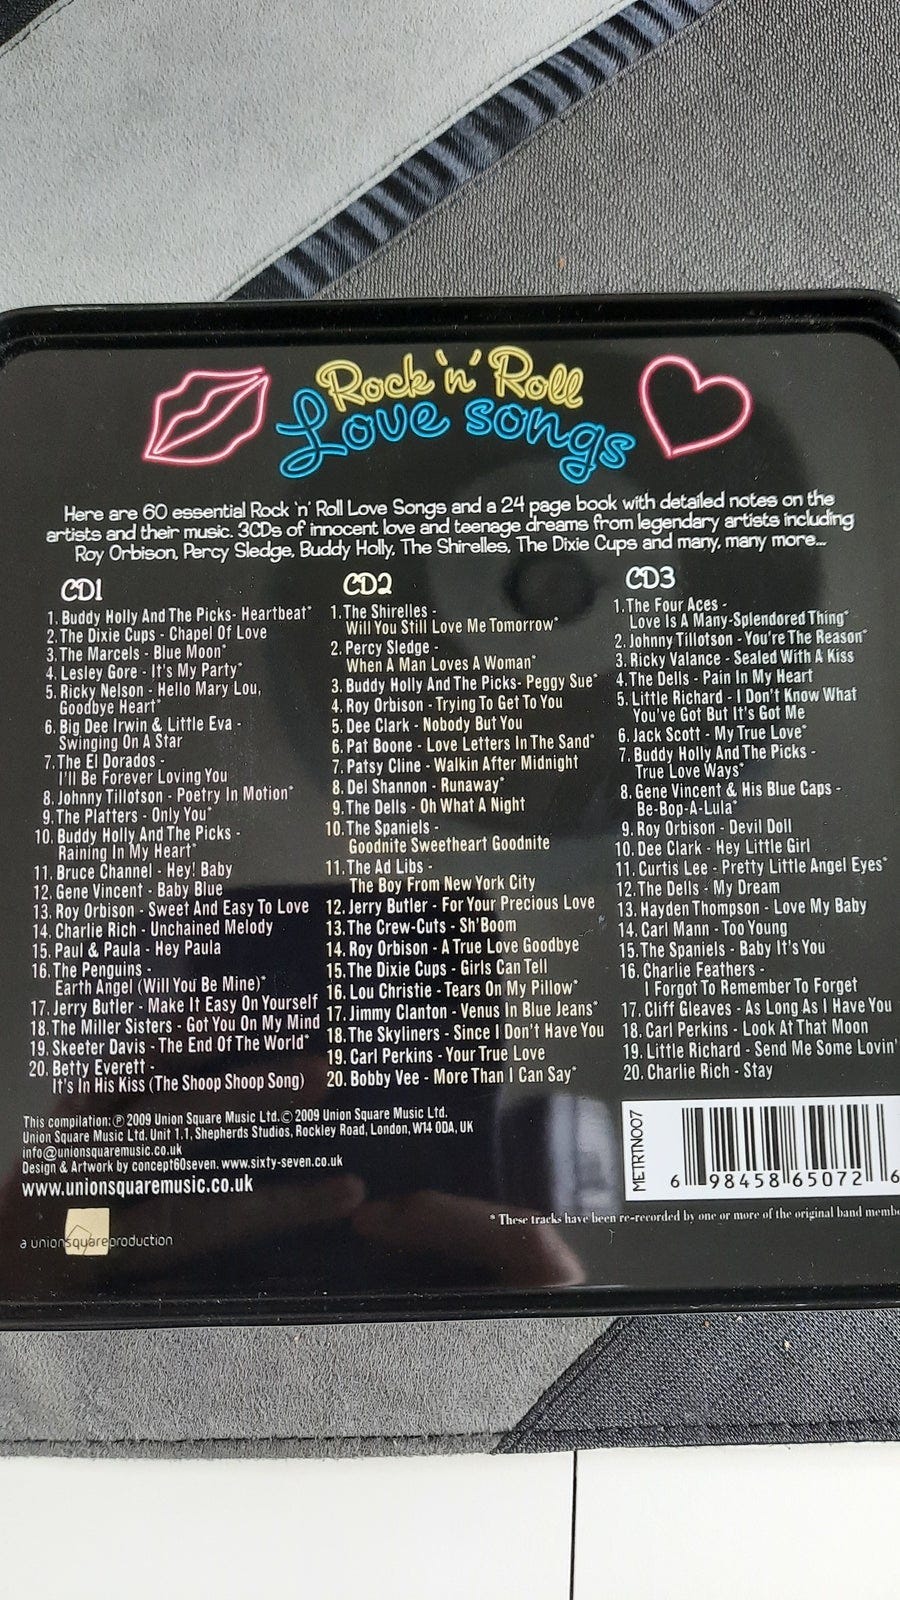 Rock 'n' Roll
Love songs
Here are 60 essential Rock 'n' Roll Love Songs and a 24 page book with detailed notes on the
artists and their music. 3CDs of innocent love and teenage dreams from legendary artists including
Roy Orbison, Percy Sledge, Buddy Holly, The Shirelles, The Dixie Cups and many, many more...
CD1
1. Buddy Holly And The Picks- Heartbeat*
2. The Dixie Cups - Chapel Of Love
3. The Marcels - Blue Moon*
4. Lesley Gore - It's My Party*
5. Ricky Nelson - Hello Mary Lou,
Goodbye Heart*
6. Big Dee Irwin & Little Eva -
Swinging On A Star
7. The El Dorados -
I'll Be Forever Loving You
8. Johnny Tillotson - Poetry In Motion*
9. The Platters - Only You*
10. Buddy Holly And The Picks -
Raining In My Heart*
11. Bruce Channel - Hey! Baby
12. Gene Vincent - Baby Blue
13. Roy Orbison - Sweet And Easy To Love
14. Charlie Rich - Unchained Melody
15. Paul & Paula - Hey Paula
16. The Penguins -
Earth Angel (Will You Be Mine)*
17. Jerry Butler - Make It Easy On Yourself
18. The Miller Sisters - Got You On My Mind
19. Skeeter Davis - The End Of The World*
20. Betty Everett -
It's In His Kiss (The Shoop Shoop Song)
CD2
1. The Shirelles -
Will You Still Love Me Tomorrow*
2. Percy Sledge -
When A Man Loves A Woman*
3. Buddy Holly And The Picks- Peggy Sue*
4. Roy Orbison - Trying To Get To You
5. Dee Clark - Nobody But You
6. Pat Boone - Love Letters In The Sand*
7. Patsy Cline - Walkin After Midnight
8. Del Shannon - Runaway*
9. The Dells - Oh What A Night
10. The Spaniels -
Goodnite Sweetheart Goodnite
11. The Ad Libs -
The Boy From New York City
12. Jerry Butler - For Your Precious Love
13. The Crew-Cuts - Sh'Boom
14. Roy Orbison - A True Love Goodbye
15. The Dixie Cups - Girls Can Tell
16. Lou Christie - Tears On My Pillow*
17. Jimmy Clanton - Venus In Blue Jeans*
18. The Skyliners - Since I Don't Have You
19. Carl Perkins - Your True Love
20. Bobby Vee - More Than I Can Say*
CD3
1. The Four Aces -
Love Is A Many-Splendored Thing*
2. Johnny Tillotson - You're The Reason*
3. Ricky Valance - Sealed With A Kiss
4. The Dells - Pain In My Heart
5. Little Richard - I Don't Know What
You've Got But It's Got Me
6. Jack Scott - My True Love*
7. Buddy Holly And The Picks -
True Love Ways*
8. Gene Vincent & His Blue Caps -
Be-Bop-A-Lula*
9. Roy Orbison - Devil Doll
10. Dee Clark - Hey Little Girl
11. Curtis Lee - Pretty Little Angel Eyes*
12. The Dells - My Dream
13. Hayden Thompson - Love My Baby
14. Carl Mann - Too Young
15. The Spaniels - Baby It's You
16. Charlie Feathers -
I Forgot To Remember To Forget
17. Cliff Gleaves - As Long As I Have You
18. Carl Perkins - Look At That Moon
19. Little Richard - Send Me Some Lovin'
20. Charlie Rich - Stay
This compilation: ℗ 2009 Union Square Music Ltd. © 2009 Union Square Music Ltd.
Union Square Music Ltd. Unit 1.1, Shepherds Studios, Rockley Road, London, W14 0DA, UK
info@unionsquaremusic.co.uk
Design & Artwork by concept60seven. www.sixty-seven.co.uk
www.unionsquaremusic.co.uk
a unionsquareproduction
METRTN007
6 98458 65072 6
* These tracks have been re-recorded by one or more of the original band membe